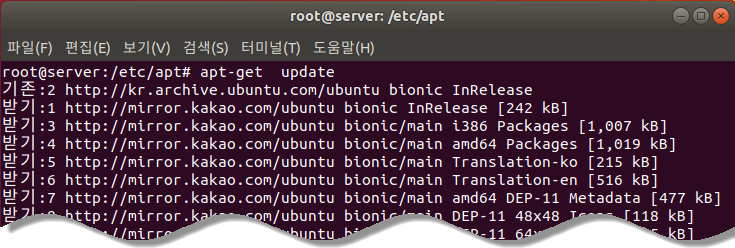 root@server: /etc/apt
파일(F) 편집(E) 보기(V) 검색(S) 터미널(T) 도움말(H)
root@server:/etc/apt# apt-get  update
기존:2 http://kr.archive.ubuntu.com/ubuntu bionic InRelease
받기:1 http://mirror.kakao.com/ubuntu bionic InRelease [242 kB]
받기:3 http://mirror.kakao.com/ubuntu bionic/main i386 Packages [1,007 kB]
받기:4 http://mirror.kakao.com/ubuntu bionic/main amd64 Packages [1,019 kB]
받기:5 http://mirror.kakao.com/ubuntu bionic/main Translation-ko [215 kB]
받기:6 http://mirror.kakao.com/ubuntu bionic/main Translation-en [516 kB]
받기:7 http://mirror.kakao.com/ubuntu bionic/main amd64 DEP-11 Metadata [477 kB]
받기 http://mirror.kakao.com/ubuntu bionic/main DEP-11 48x48 Icons [118 kB]
DEP-11